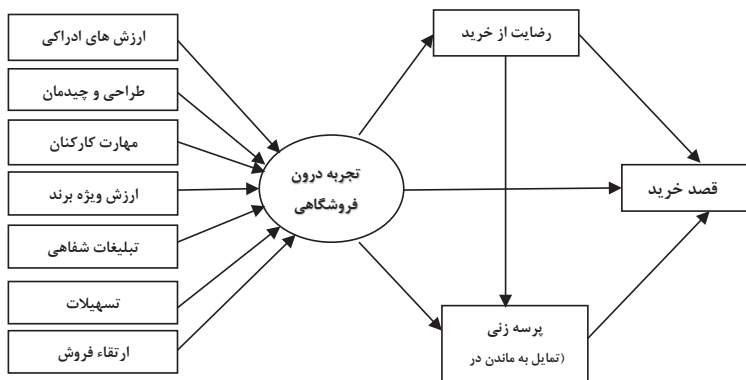 ارزش های ادراکی
طراحی و چیدمان
مهارت کارکنان
ارزش ویژه برند
تبلیغات شفاهی
تسهیلات
ارتقاء فروش
تجربه درون
فروشگاهی
رضایت از خرید
پرسه زنی
(تمایل به ماندن در
قصد خرید